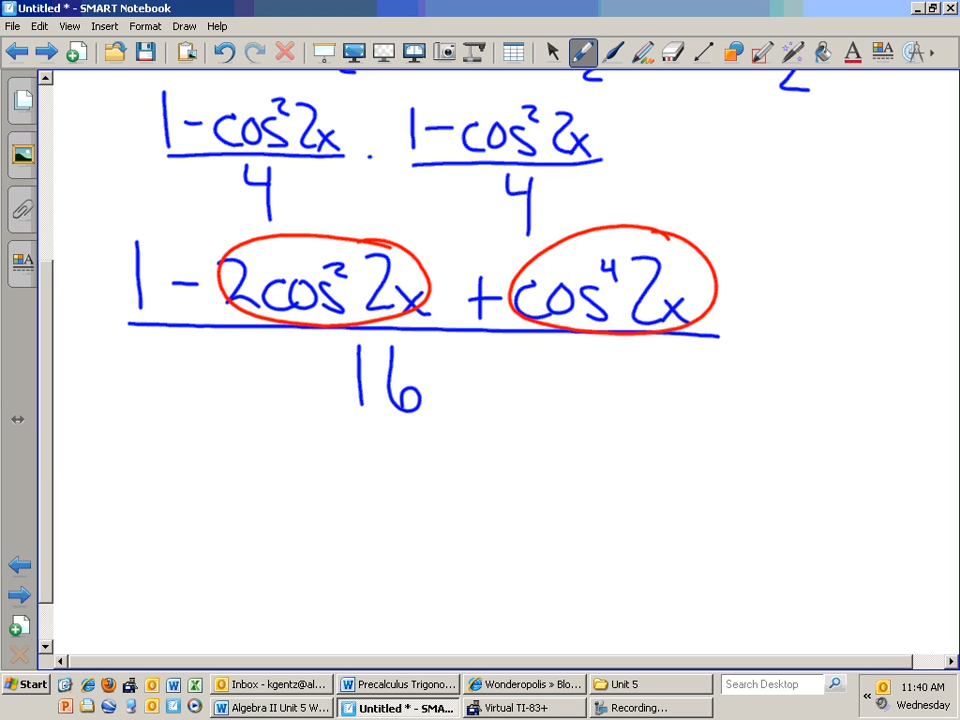 Untitled * - SMART Notebook
File Edit View Insert Format Draw Help
2 2
1-cos²2x · 1-cos²2x
4 4
1 - 2cos²2x + cos⁴2x
16
Start
Inbox - kgentz@al...
Precalculus Trigono...
Wonderopolis » Blo...
Unit 5
Search Desktop
11:40 AM
Algebra II Unit 5 W...
Untitled * - SMA...
Virtual TI-83+
Recording...
Wednesday